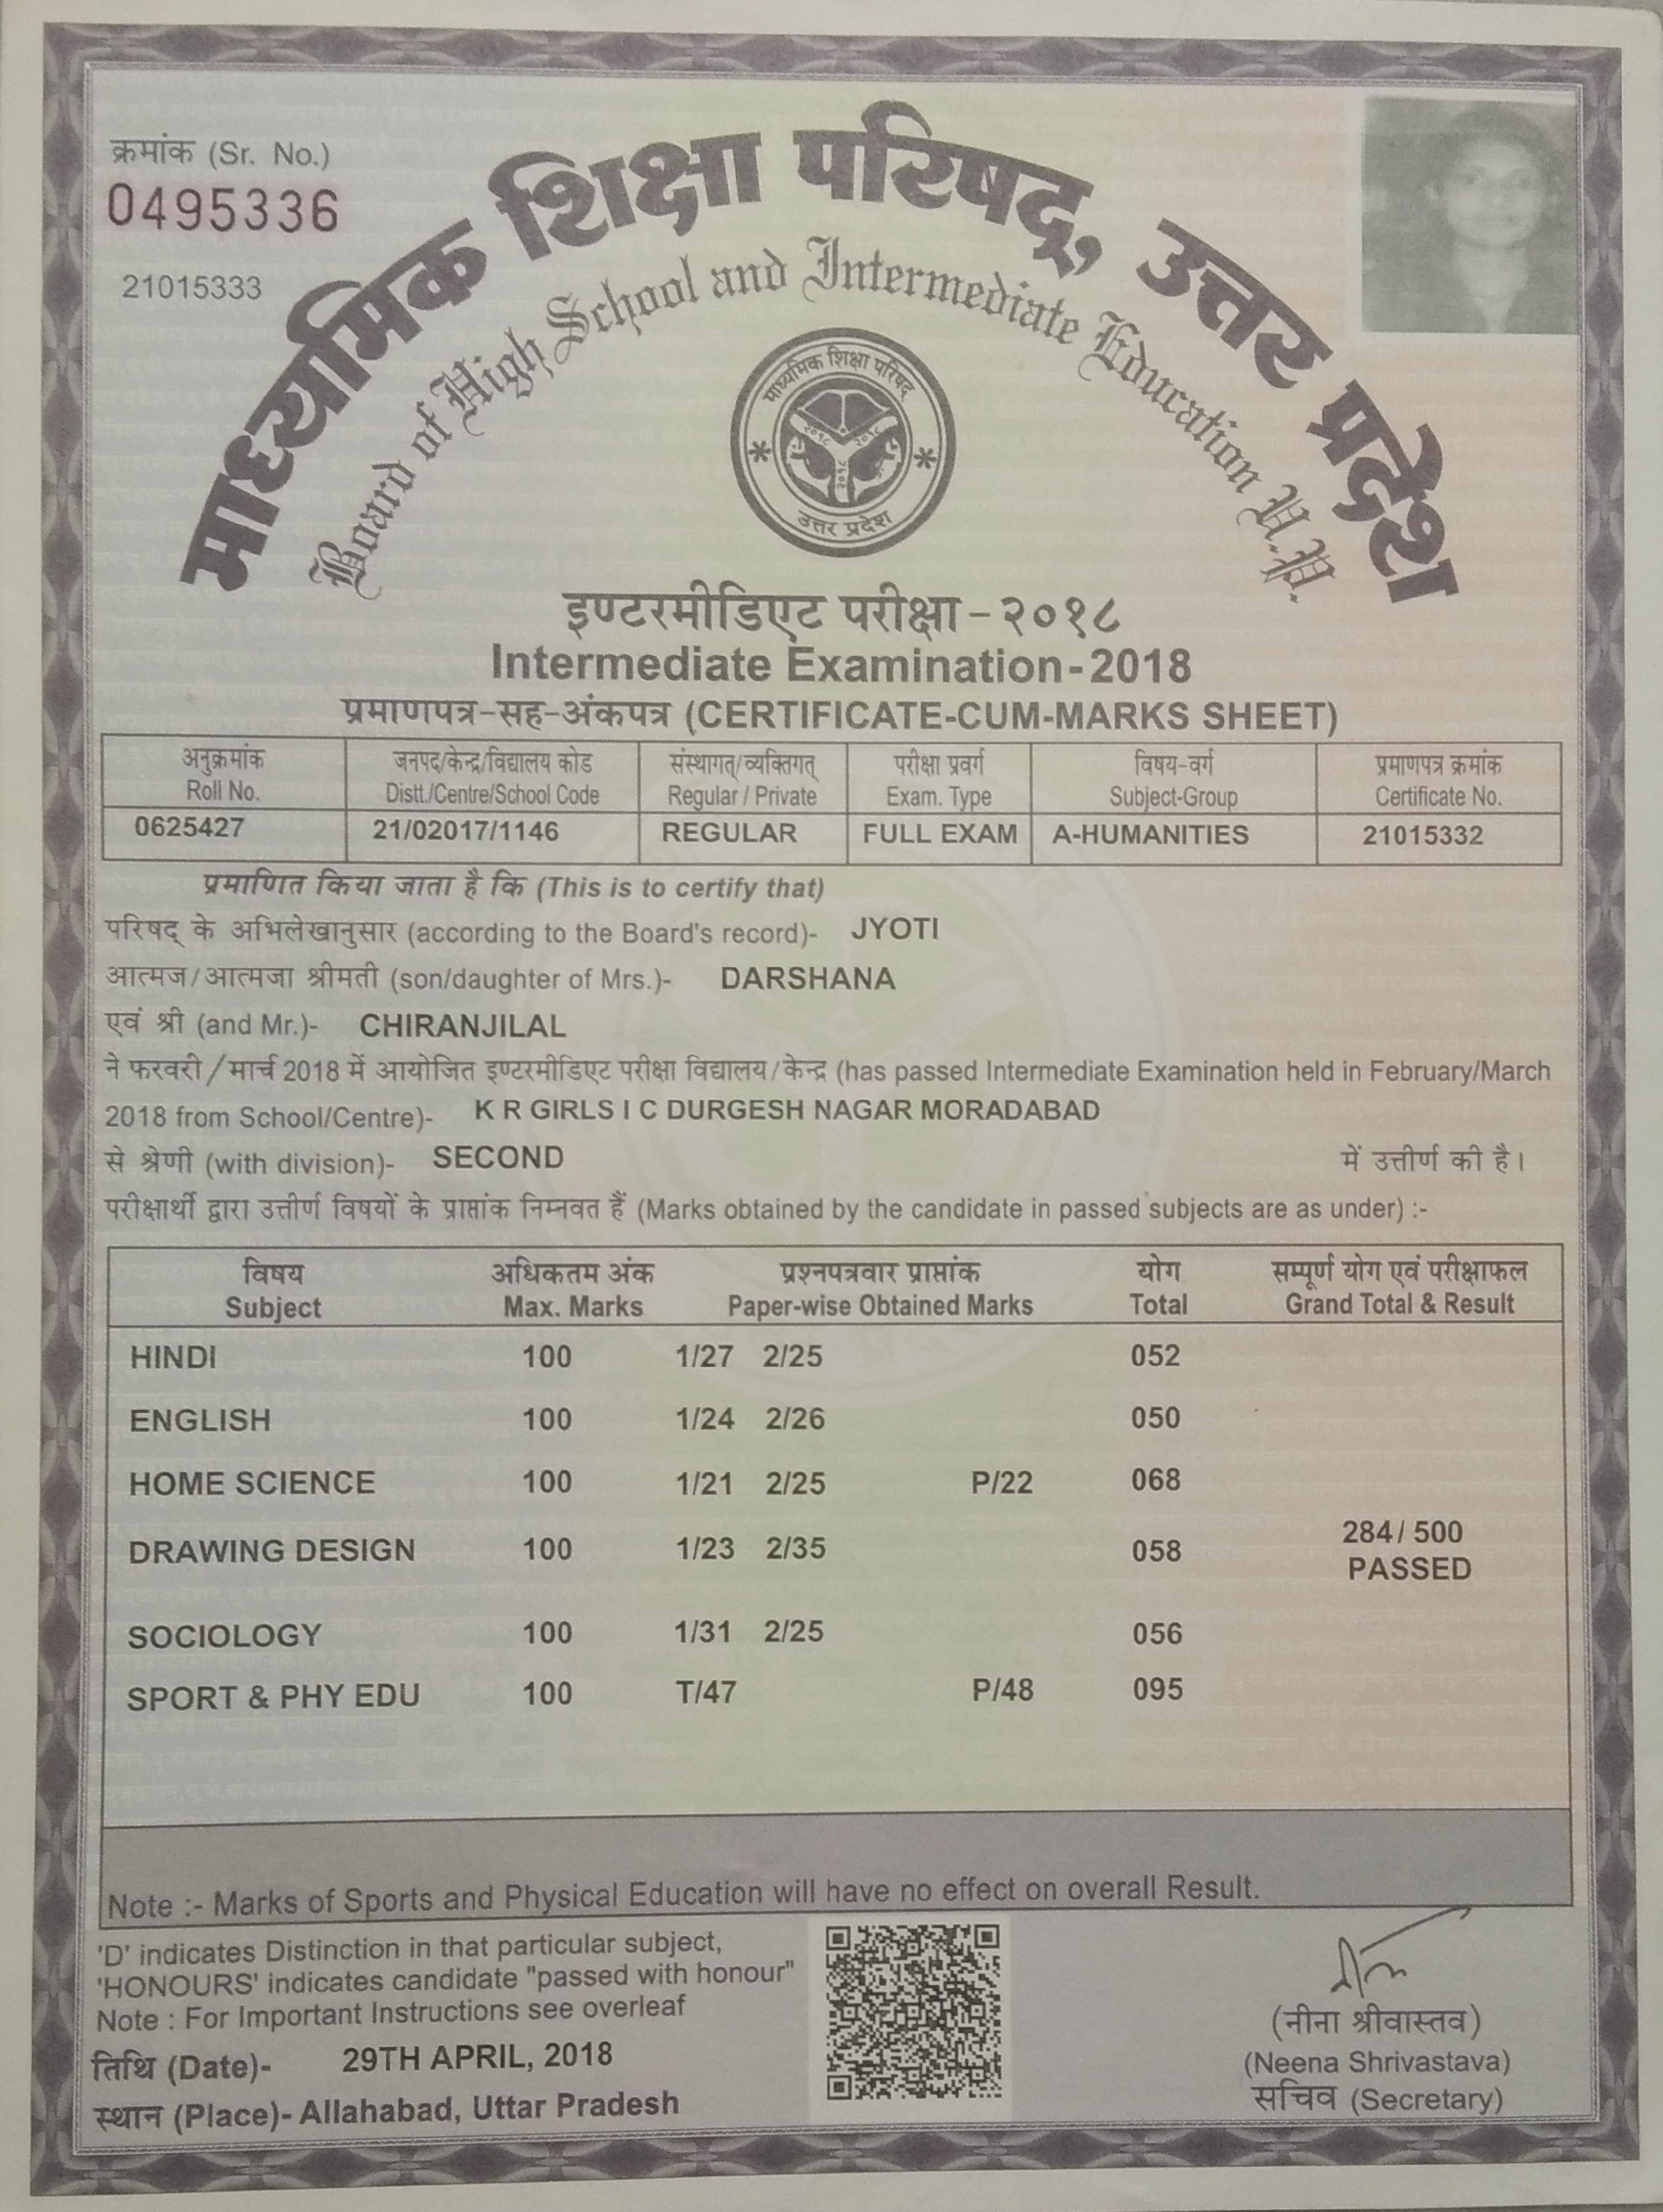 क्रमांक (Sr. No.)
0495336
21015333
माध्यमिक शिक्षा परिषद्, उत्तर प्रदेश
Board of High School and Intermediate Education U.P.
माध्यमिक शिक्षा परिषद्
२०१८ २०१८
२०१८
उत्तर प्रदेश
इण्टरमीडिएट परीक्षा-२०१८
Intermediate Examination-2018
प्रमाणपत्र-सह-अंकपत्र (CERTIFICATE-CUM-MARKS SHEET)
अनुक्रमांक जनपद/केन्द्र/विद्यालय कोड संस्थागत्/व्यक्तिगत् परीक्षा प्रवर्ग विषय-वर्ग प्रमाणपत्र क्रमांक
Roll No. Distt./Centre/School Code Regular / Private Exam. Type Subject-Group Certificate No.
0625427 21/02017/1146 REGULAR FULL EXAM A-HUMANITIES 21015332
प्रमाणित किया जाता है कि (This is to certify that)
परिषद् के अभिलेखानुसार (according to the Board's record)- JYOTI
आत्मज/आत्मजा श्रीमती (son/daughter of Mrs.)- DARSHANA
एवं श्री (and Mr.)- CHIRANJILAL
ने फरवरी/मार्च 2018 में आयोजित इण्टरमीडिएट परीक्षा विद्यालय/केन्द्र (has passed Intermediate Examination held in February/March
2018 from School/Centre)- K R GIRLS I C DURGESH NAGAR MORADABAD
से श्रेणी (with division)- SECOND में उत्तीर्ण की है।
परीक्षार्थी द्वारा उत्तीर्ण विषयों के प्राप्तांक निम्नवत हैं (Marks obtained by the candidate in passed subjects are as under) :-
विषय अधिकतम अंक प्रश्नपत्रवार प्राप्तांक योग सम्पूर्ण योग एवं परीक्षाफल
Subject Max. Marks Paper-wise Obtained Marks Total Grand Total & Result
HINDI 100 1/27 2/25 052
ENGLISH 100 1/24 2/26 050
HOME SCIENCE 100 1/21 2/25 P/22 068
DRAWING DESIGN 100 1/23 2/35 058
284/ 500
PASSED
SOCIOLOGY 100 1/31 2/25 056
SPORT & PHY EDU 100 T/47 P/48 095
Note :- Marks of Sports and Physical Education will have no effect on overall Result.
'D' indicates Distinction in that particular subject,
'HONOURS' indicates candidate "passed with honour"
Note : For Important Instructions see overleaf
तिथि (Date)- 29TH APRIL, 2018
स्थान (Place)- Allahabad, Uttar Pradesh
(नीना श्रीवास्तव)
(Neena Shrivastava)
सचिव (Secretary)